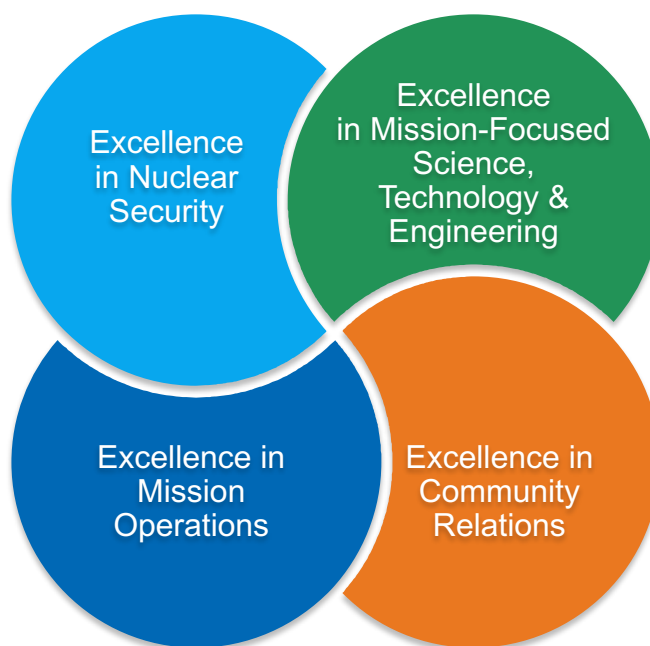 Excellence
in Nuclear
Security
Excellence
in Mission-Focused
Science,
Technology &
Engineering
Excellence in
Mission
Operations
Excellence in
Community
Relations